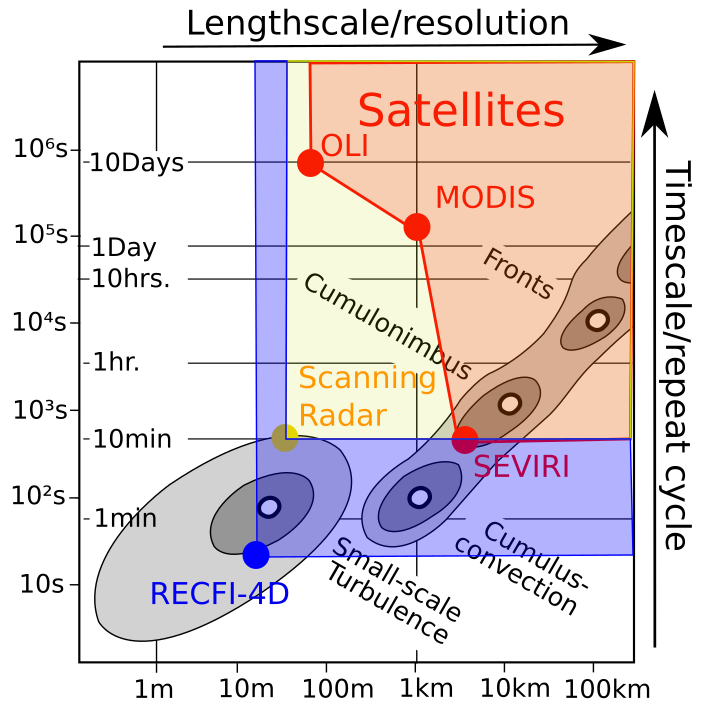 Lengthscale/resolution
Satellites
OLI
10⁶s
10Days
MODIS
Timescale/repeat cycle
10⁵s
1Day
10hrs.
Fronts
Cumulonimbus
10⁴s
1hr.
Scanning
Radar
10³s
10min
SEVIRI
10²s
1min
Cumulus-
convection
Small-scale
Turbulence
10s
RECFI-4D
1m 10m 100m 1km 10km 100km